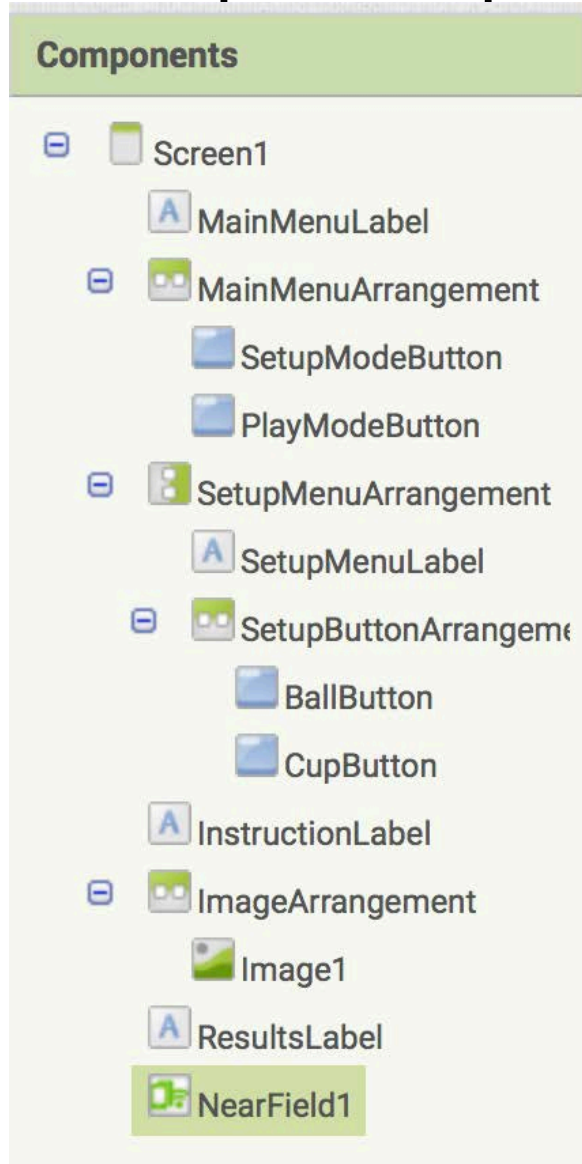 Components
Screen1
MainMenuLabel
MainMenuArrangement
SetupModeButton
PlayModeButton
SetupMenuArrangement
SetupMenuLabel
SetupButtonArrangeme
BallButton
CupButton
InstructionLabel
ImageArrangement
Image1
ResultsLabel
NearField1